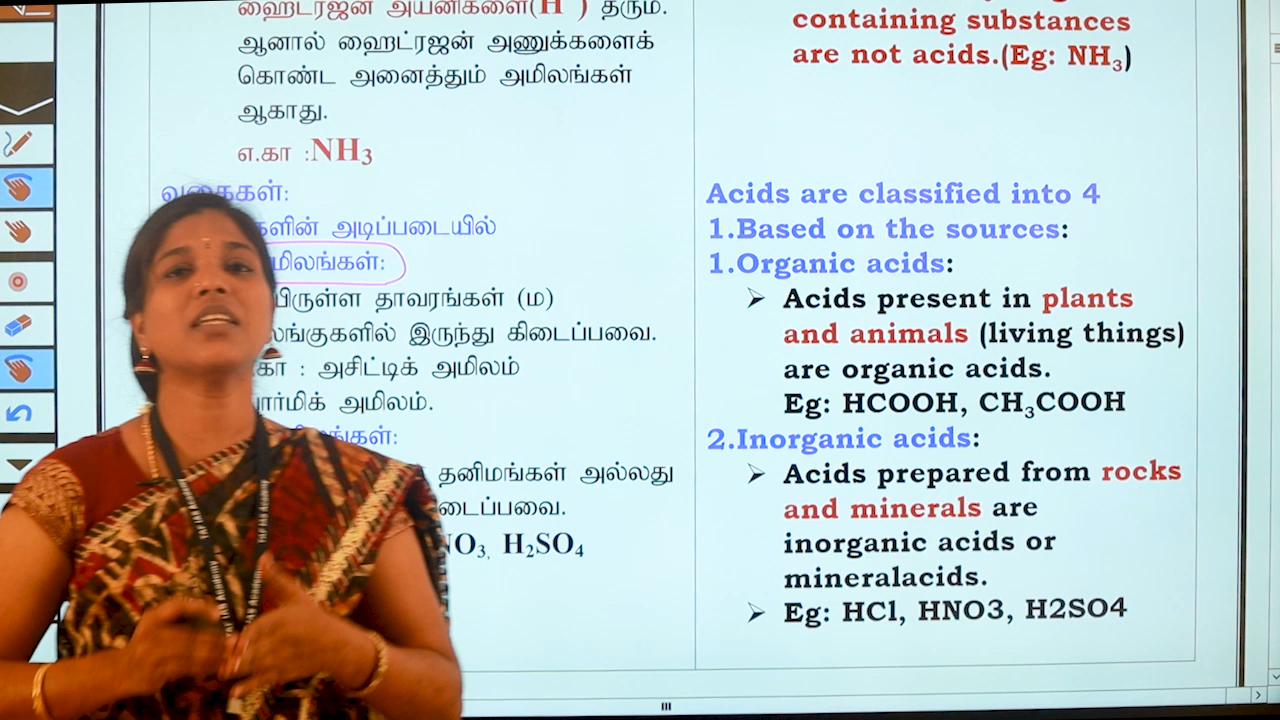 ஹைட்ரஜன் அயனிகளை(H ) தரும்.
ஆனால் ஹைட்ரஜன் அணுக்களைக்
கொண்ட அனைத்தும் அமிலங்கள்
ஆகாது.
எ.கா :NH3
வகைகள்:
களின் அடிப்படையில்
மிலங்கள்:
யிருள்ள தாவரங்கள் (ம)
லங்குகளில் இருந்து கிடைப்பவை.
கா : அசிட்டிக் அமிலம்
பார்மிக் அமிலம்.
லங்கள்:
தனிமங்கள் அல்லது
டைப்பவை.
NO3, H2SO4
containing substances
are not acids.(Eg: NH3)
Acids are classified into 4
1.Based on the sources:
1.Organic acids:
Acids present in plants
and animals (living things)
are organic acids.
Eg: HCOOH, CH3COOH
2.Inorganic acids:
Acids prepared from rocks
and minerals are
inorganic acids or
mineralacids.
Eg: HCl, HNO3, H2SO4